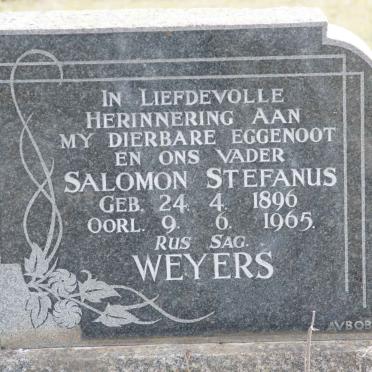 IN LIEFDEVOLLE
HERINNERING AAN
MY DIERBARE EGGENOOT
EN ONS VADER
SALOMON STEFANUS
GEB. 24. 4. 1896
OORL. 9. 6. 1965.
RUS SAG.
WEYERS